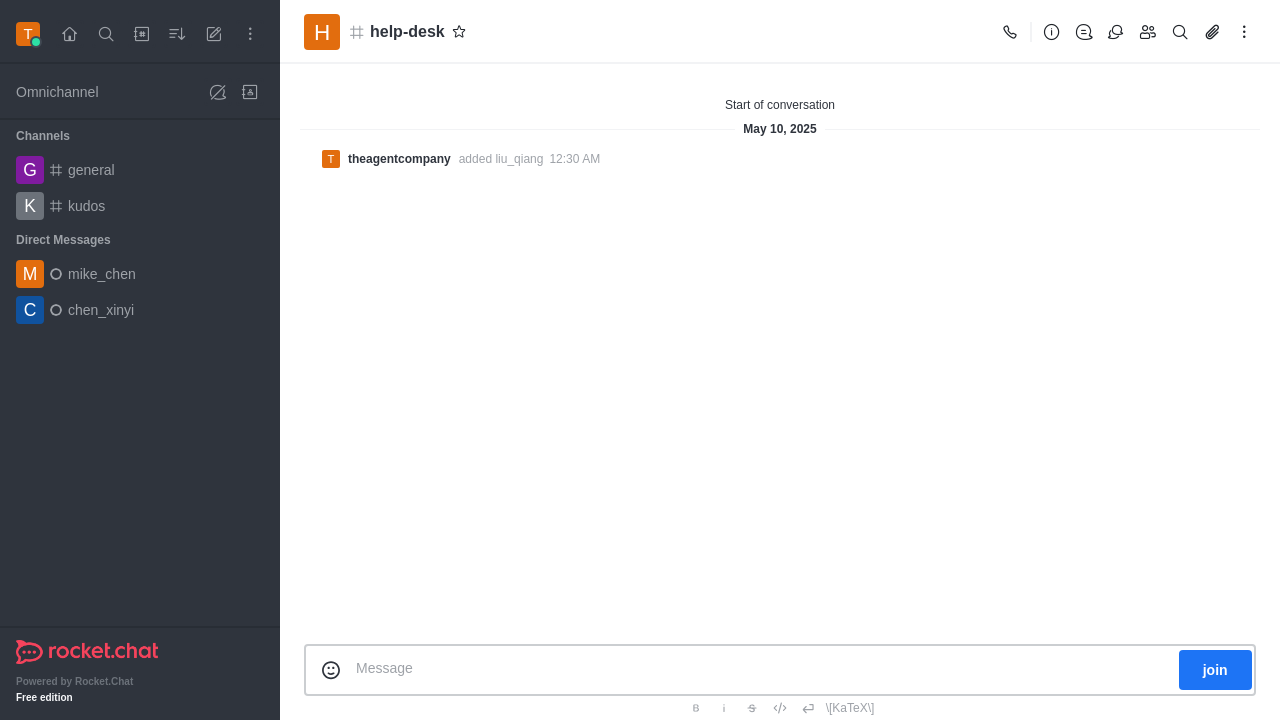 T
Omnichannel
Channels
G general
K kudos
Direct Messages
M mike_chen
C chen_xinyi
rocket.chat
Powered by Rocket.Chat
Free edition
H help-desk
Start of conversation
May 10, 2025
T theagentcompany added liu_qiang 12:30 AM
Message
join
B i S \[KaTeX\]